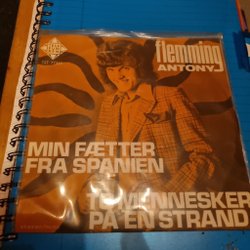 flemming
ANTONY
MIN FÆTTER
FRA SPANIEN
TO MENNESKER
PÅ EN STRAND